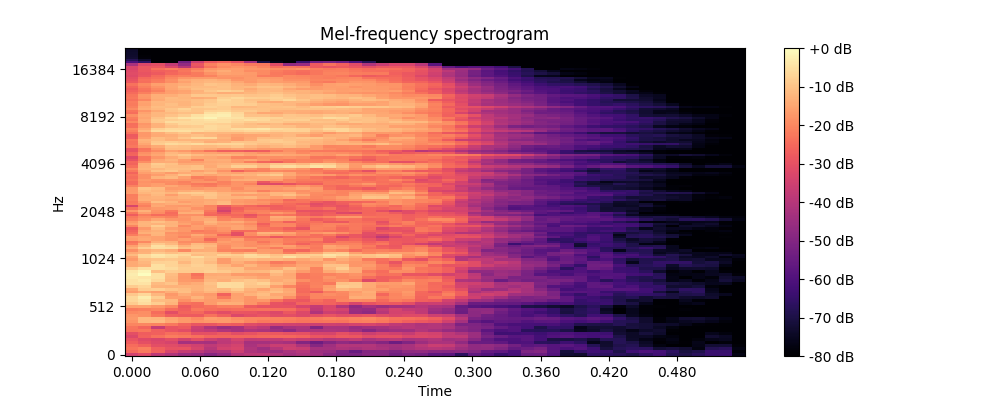 Mel-frequency spectrogram
Hz
16384
8192
4096
2048
1024
512
0
0.000 0.060 0.120 0.180 0.240 0.300 0.360 0.420 0.480
Time
+0 dB
-10 dB
-20 dB
-30 dB
-40 dB
-50 dB
-60 dB
-70 dB
-80 dB